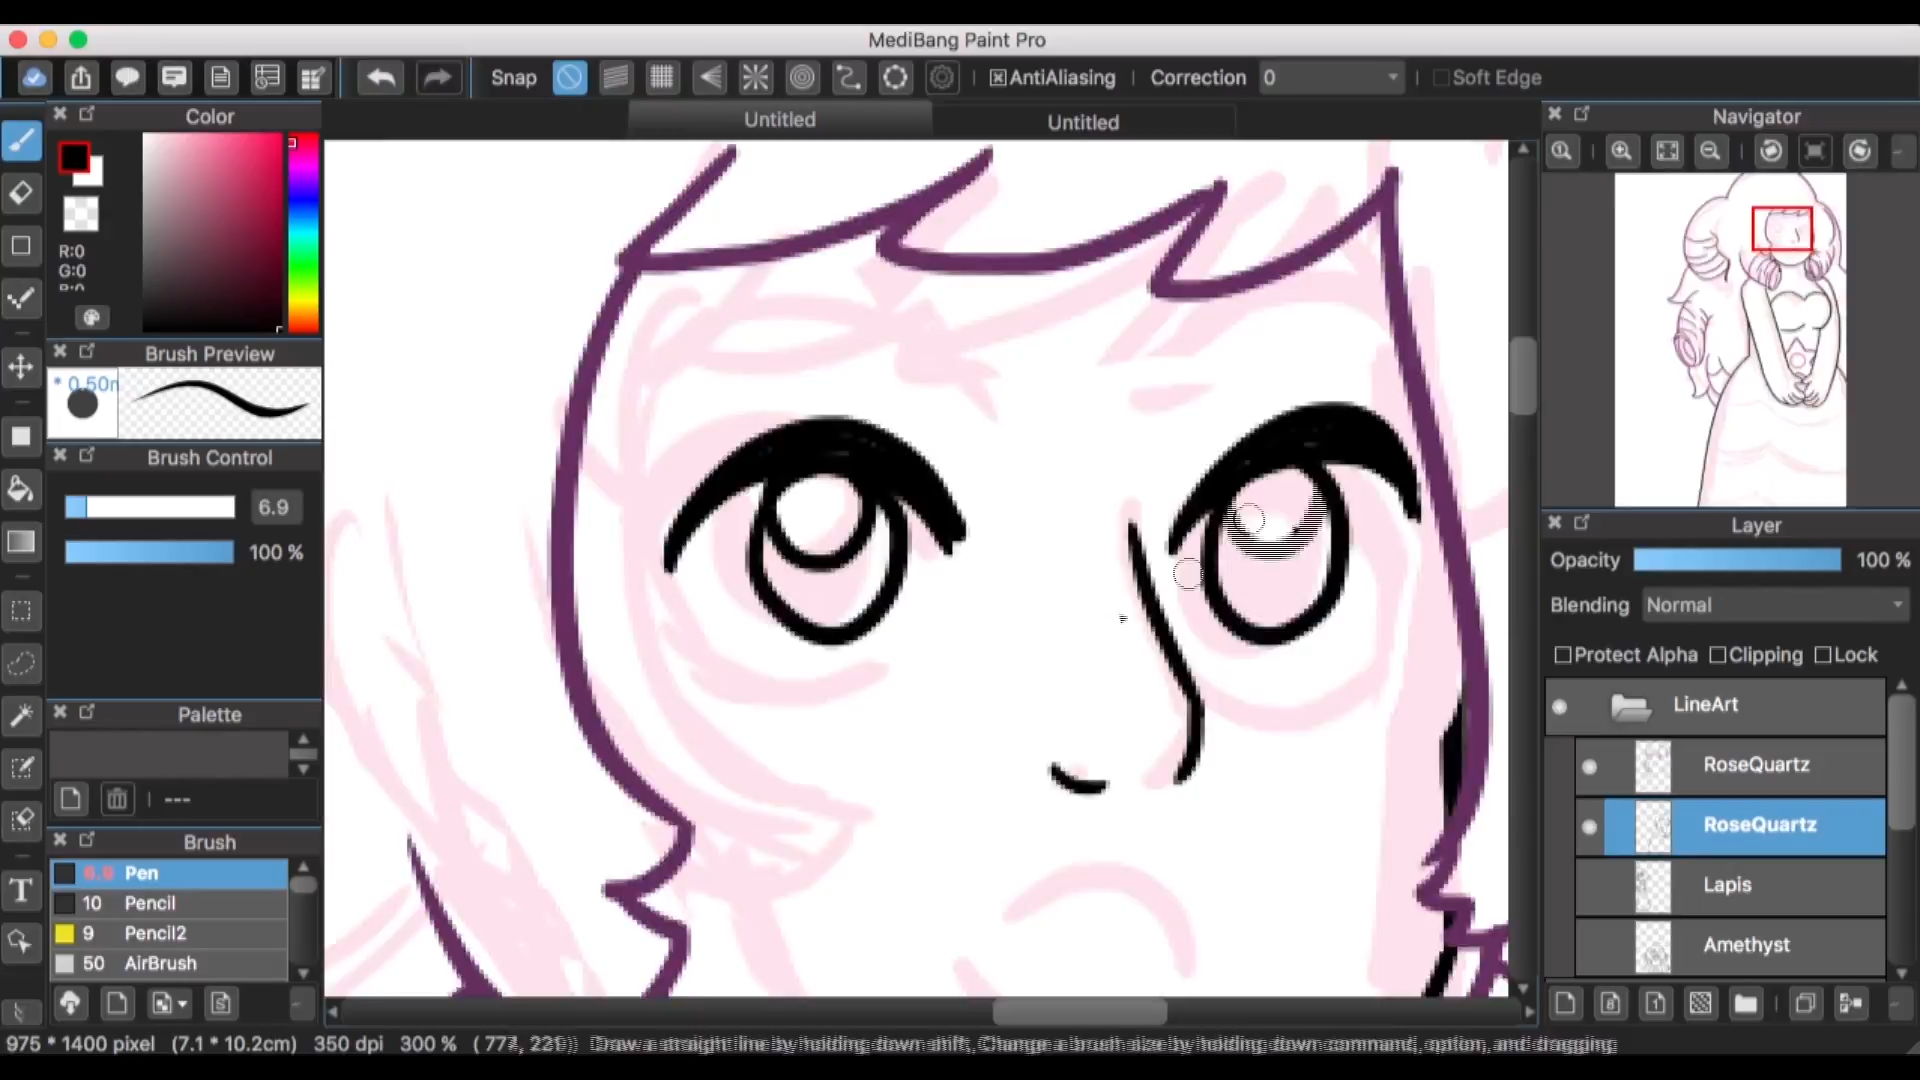 MediBang Paint Pro
Snap AntiAliasing Correction 0 Soft Edge
Color
Untitled
Untitled
Navigator
R:0
G:0
Brush Preview
Brush Control
6.9
100 %
Palette
---
Brush
Pen
10 Pencil
9 Pencil2
50 AirBrush
T
Layer
Opacity 100 %
Blending Normal
Protect Alpha Clipping Lock
LineArt
RoseQuartz
RoseQuartz
Lapis
Amethyst
975 * 1400 pixel (7.1 * 10.2cm) 350 dpi 300 % Draw a straight line by holding down shift, Change a brush size by holding down command, option, and dragging